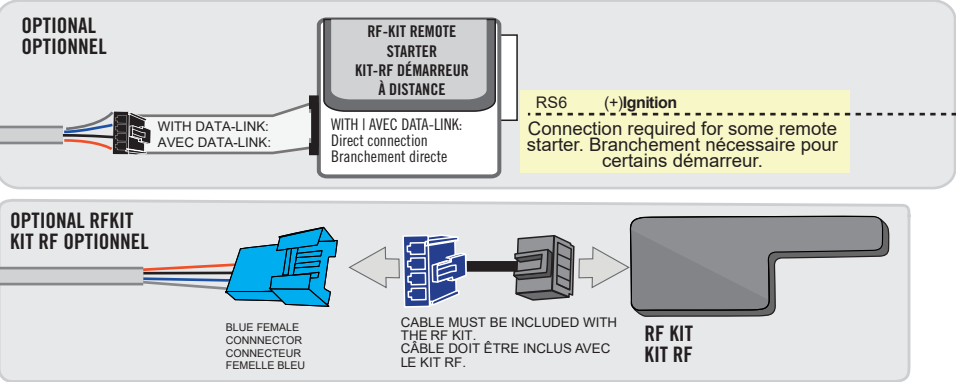 OPTIONAL
OPTIONNEL
RF-KIT REMOTE
STARTER
KIT-RF DÉMARREUR
À DISTANCE
WITH DATA-LINK:
AVEC DATA-LINK:
WITH | AVEC DATA-LINK:
Direct connection
Branchement directe
RS6 (+)Ignition
Connection required for some remote
starter. Branchement nécessaire pour
certains démarreur.
OPTIONAL RFKIT
KIT RF OPTIONNEL
BLUE FEMALE
CONNNECTOR
CONNECTEUR
FEMELLE BLEU
CABLE MUST BE INCLUDED WITH
THE RF KIT.
CÂBLE DOIT ÊTRE INCLUS AVEC
LE KIT RF.
RF KIT
KIT RF